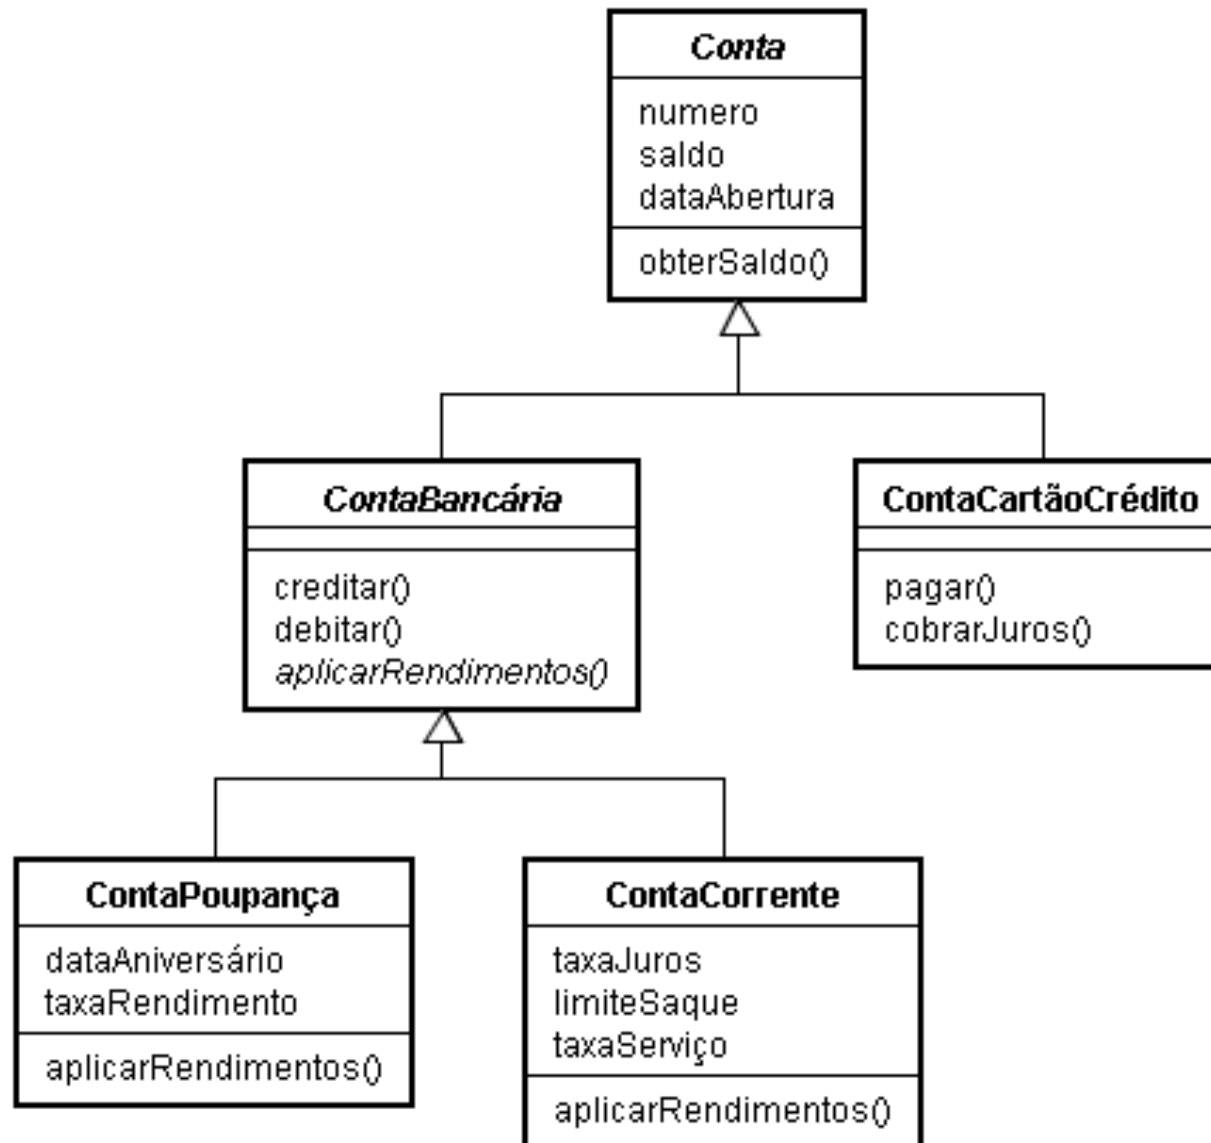 Conta
numero
saldo
dataAbertura
obterSaldo()
ContaBancária
creditar()
debitar()
aplicarRendimentos()
ContaCartãoCrédito
pagar()
cobrarJuros()
ContaPoupança
dataAniversário
taxaRendimento
aplicarRendimentos()
ContaCorrente
taxaJuros
limiteSaque
taxaServiço
aplicarRendimentos()